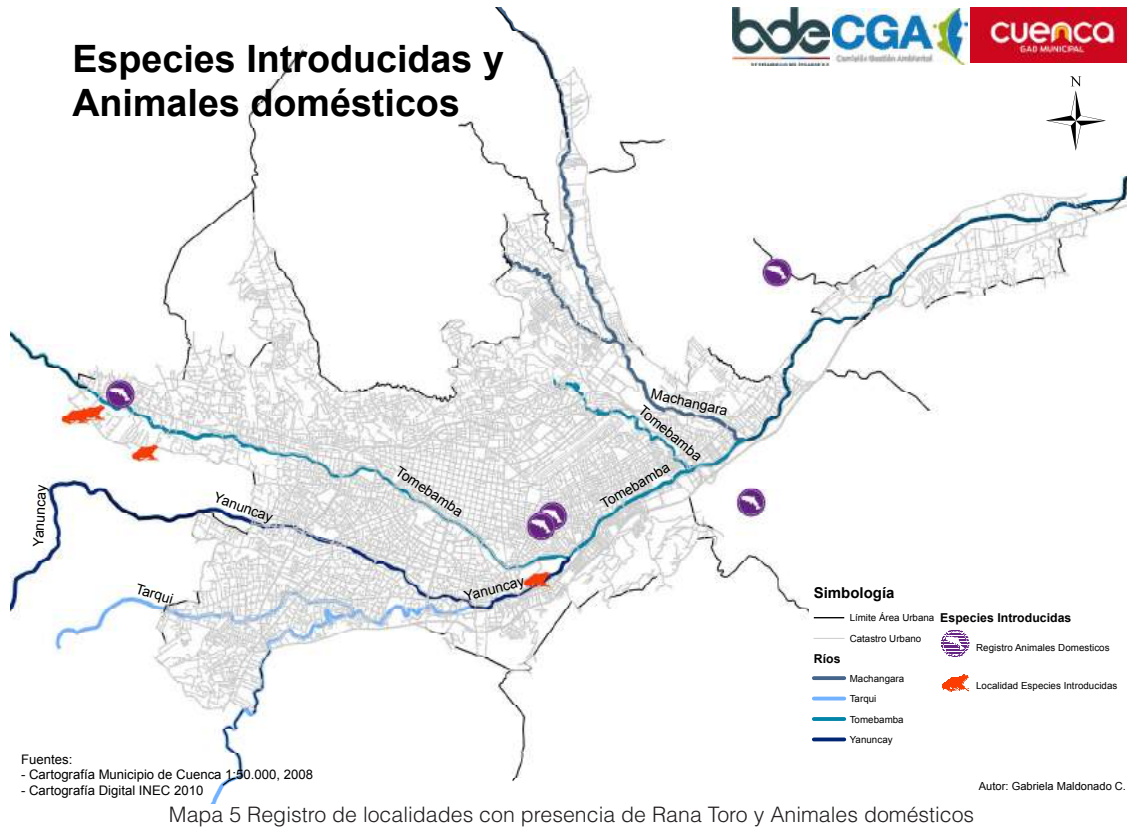 Especies Introducidas y
Animales domésticos
bdeCGA
Comisión Gestión Ambiental
cuenca
GAD MUNICIPAL
N
Machangara
Tomebamba
Tomebamba
Tomebamba
Yanuncay
Yanuncay
Yanuncay
Tarqui
Simbología
Límite Área Urbana
Catastro Urbano
Ríos
Machangara
Tarqui
Tomebamba
Yanuncay
Especies Introducidas
Registro Animales Domesticos
Localidad Especies Introducidas
Fuentes:
- Cartografía Municipio de Cuenca 1:50.000, 2008
- Cartografía Digital INEC 2010
Autor: Gabriela Maldonado C.
Mapa 5 Registro de localidades con presencia de Rana Toro y Animales domésticos